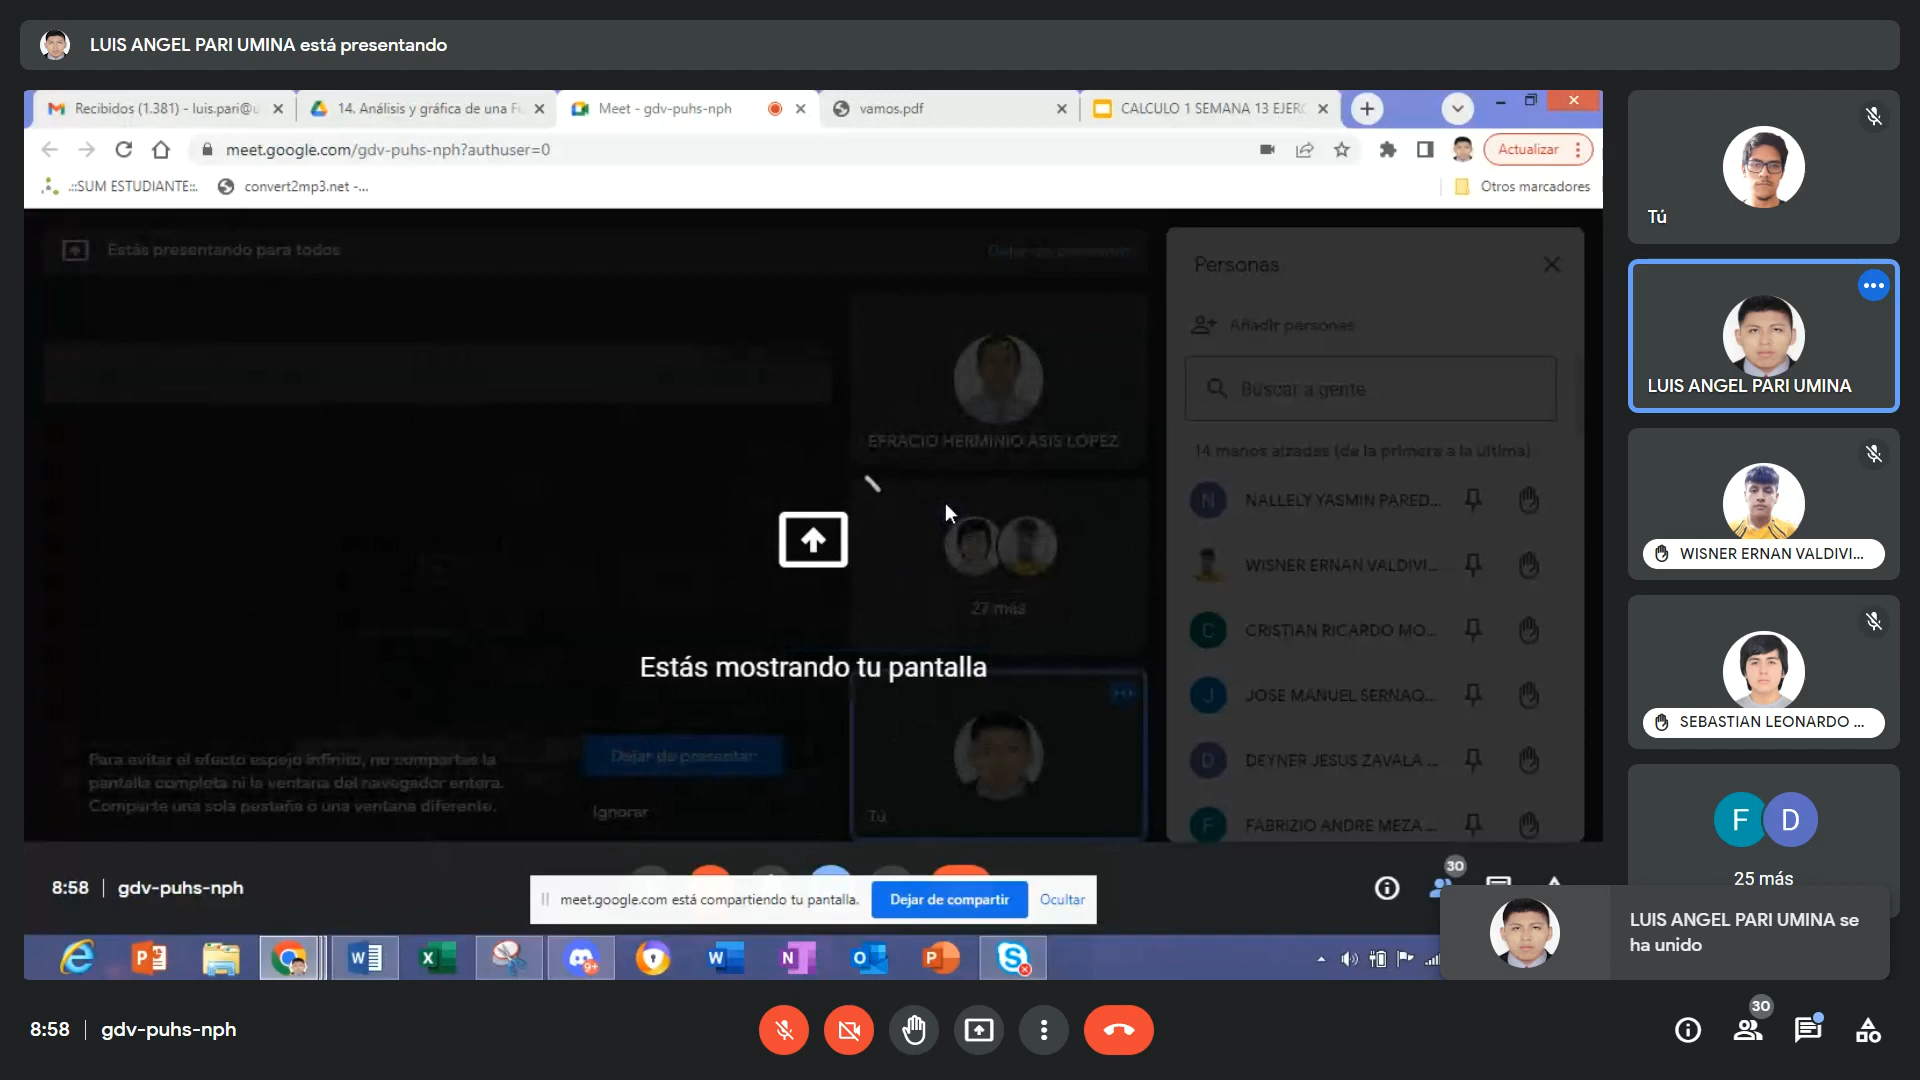 LUIS ANGEL PARI UMINA está presentando
Recibidos (1.381) - luis.pari@u
14. Análisis y gráfica de una Fu
Meet - gdv-puhs-nph
vamos.pdf
CALCULO 1 SEMANA 13 EJERC
meet.google.com/gdv-puhs-nph?authuser=0
Actualizar
.::SUM ESTUDIANTE::.
convert2mp3.net -...
Otros marcadores
Estás presentando para todos
Dejar de presentar
Personas
Añadir personas
Buscar a gente
14 manos alzadas (de la primera a la última)
EFRACIO HERMINIO ASIS LOPEZ
N
NALLELY YASMIN PARED...
WISNER ERNAN VALDIVI...
27 más
C
CRISTIAN RICARDO MO...
Estás mostrando tu pantalla
J
JOSE MANUEL SERNAQ...
D
DEYNER JESUS ZAVALA ...
Para evitar el efecto espejo infinito, no compartas la
pantalla completa ni la ventana del navegador entera.
Comparte una sola pestaña o una ventana diferente.
Dejar de presentar
Ignorar
Tú
F
FABRIZIO ANDRE MEZA ...
8:58
gdv-puhs-nph
30
meet.google.com está compartiendo tu pantalla.
Dejar de compartir
Ocultar
9+
Tú
LUIS ANGEL PARI UMINA
WISNER ERNAN VALDIVI...
SEBASTIAN LEONARDO ...
F
D
25 más
LUIS ANGEL PARI UMINA se
ha unido
8:58
gdv-puhs-nph
30